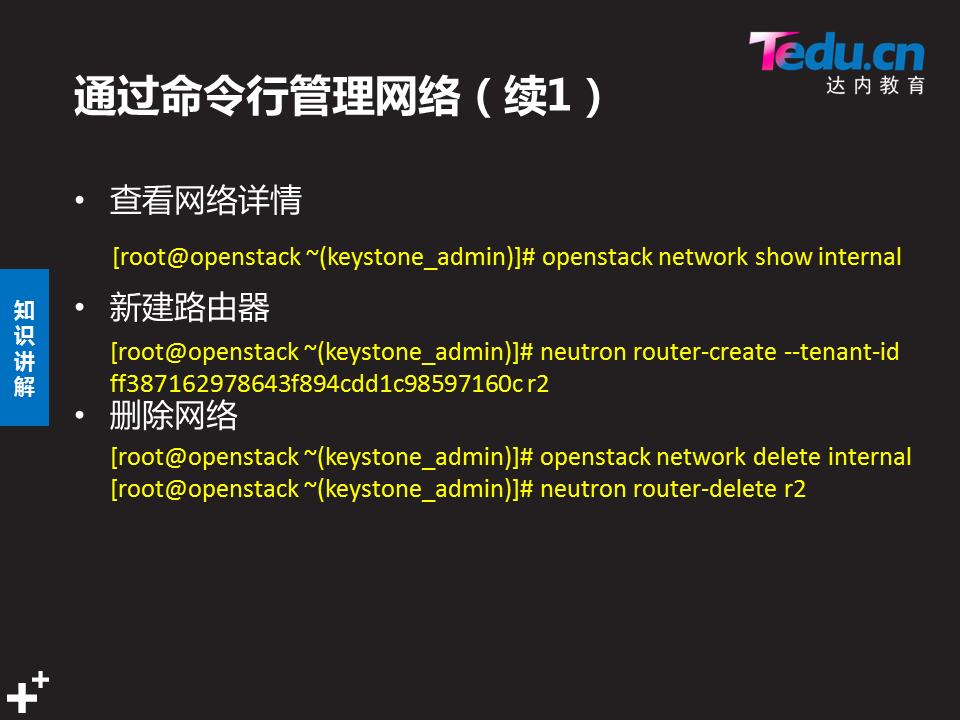 Tedu.cn
达内教育
通过命令行管理网络（续1）
• 查看网络详情
[root@openstack ~(keystone_admin)]# openstack network show internal
• 新建路由器
[root@openstack ~(keystone_admin)]# neutron router-create --tenant-id
ff387162978643f894cdd1c98597160c r2
• 删除网络
[root@openstack ~(keystone_admin)]# openstack network delete internal
[root@openstack ~(keystone_admin)]# neutron router-delete r2
知
识
讲
解